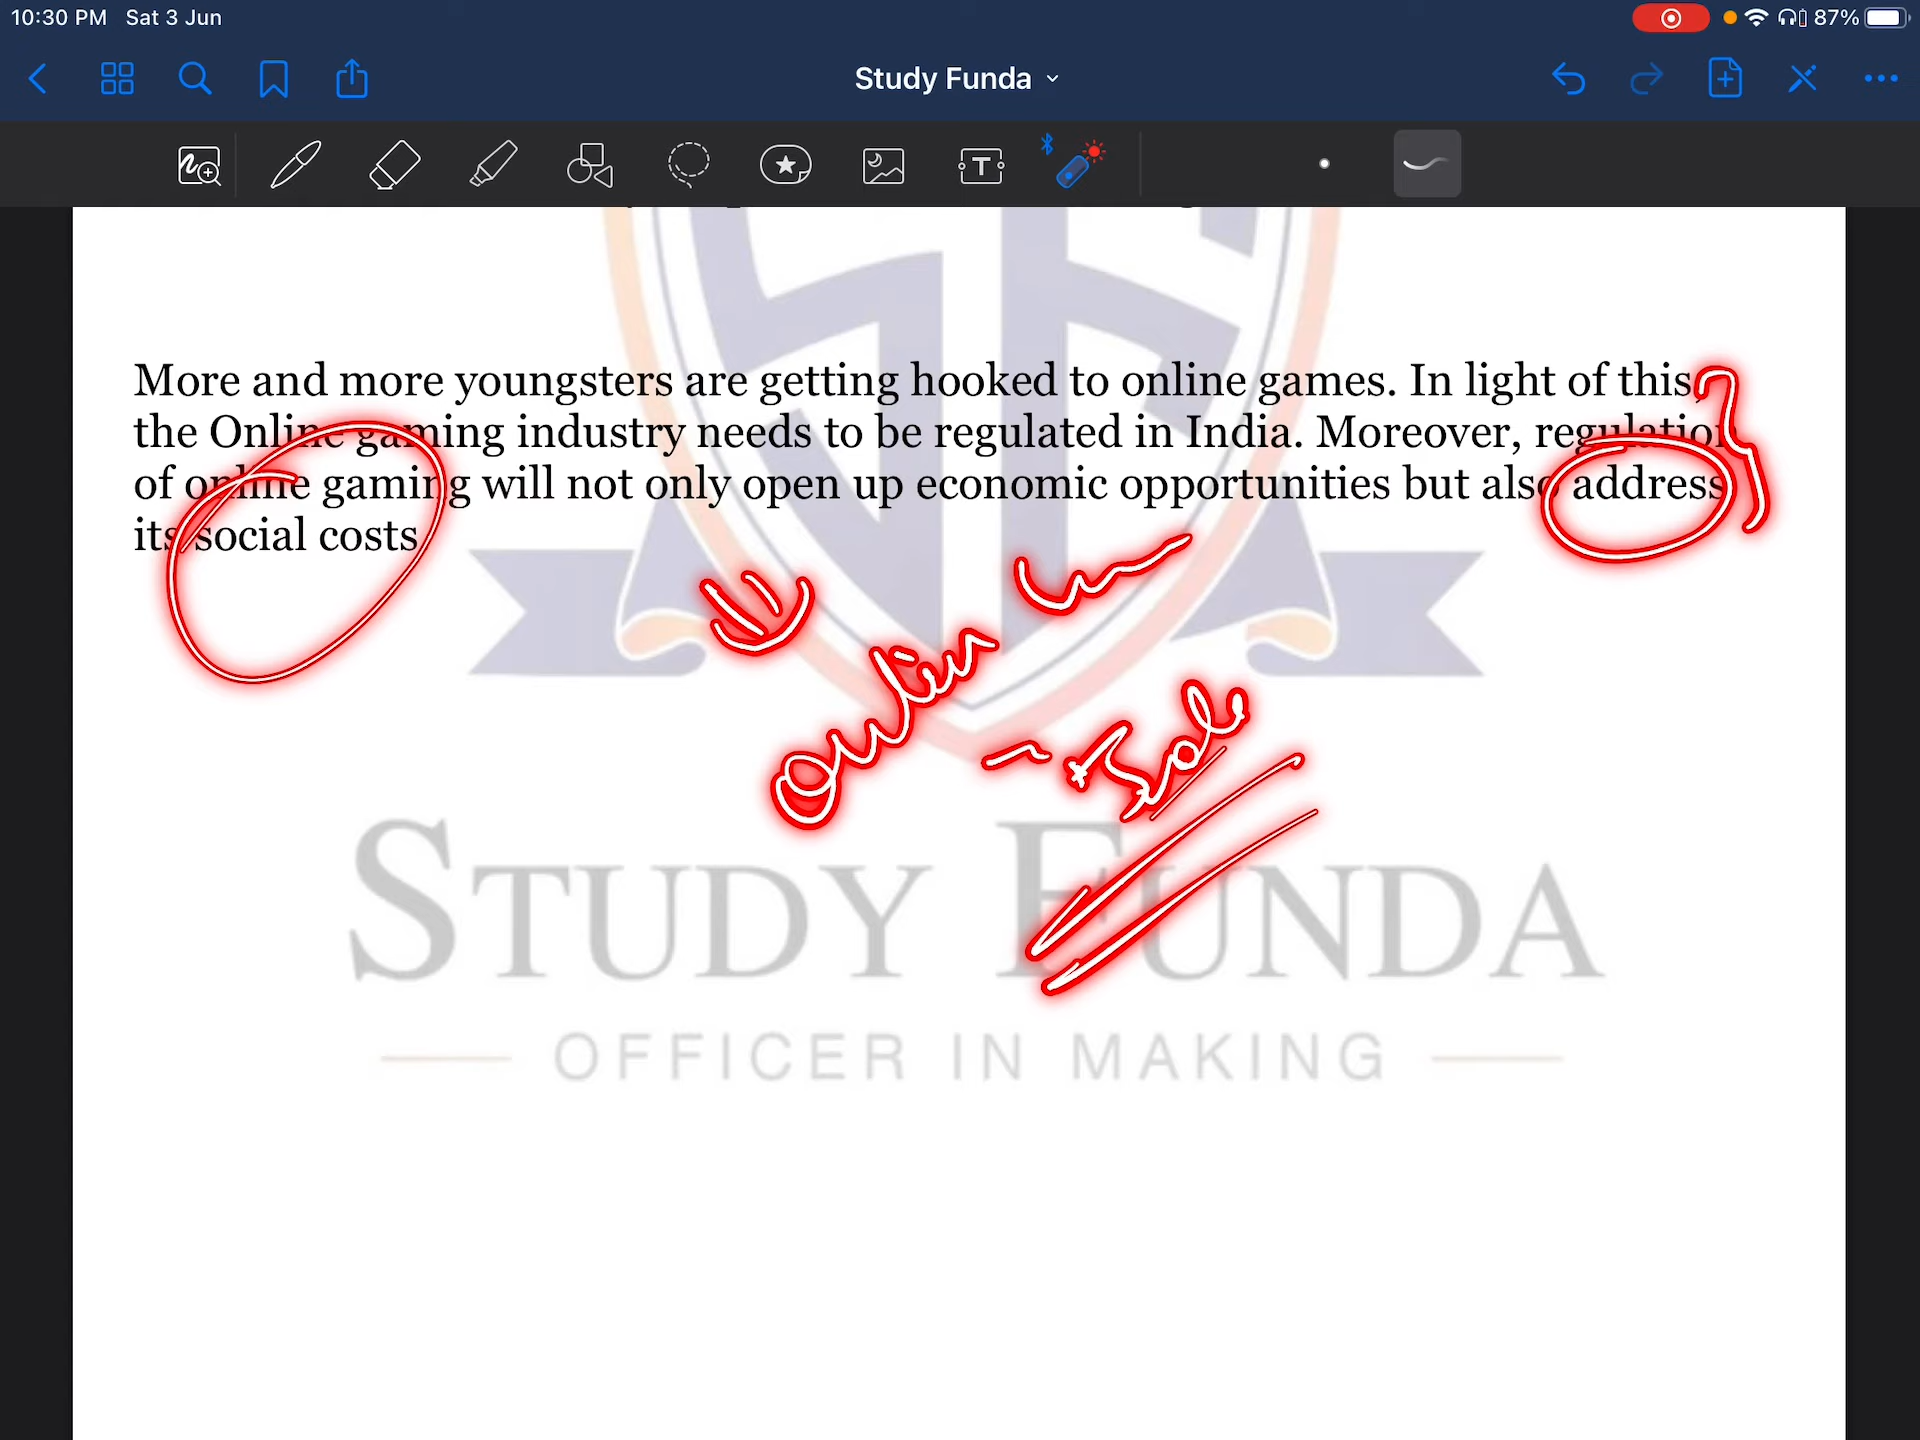 10:30 PM Sat 3 Jun
87%
Study Funda
T
More and more youngsters are getting hooked to online games. In light of this,
the Online gaming industry needs to be regulated in India. Moreover, regulation
of online gaming will not only open up economic opportunities but also address
its social costs
STUDY FUNDA
OFFICER IN MAKING